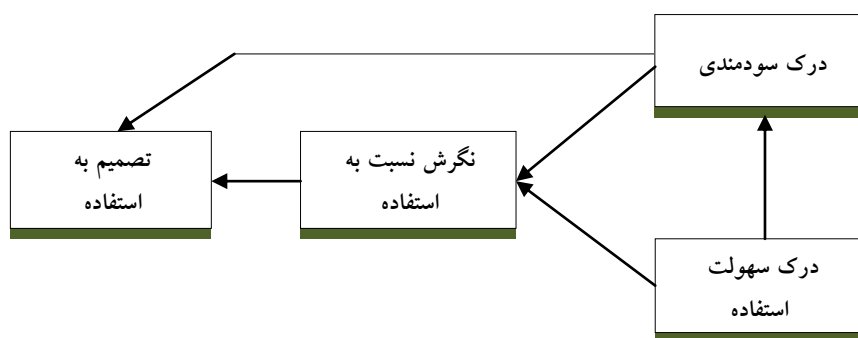 درک سودمندی
نگرش نسبت به
استفاده
تصمیم به
استفاده
درک سهولت
استفاده